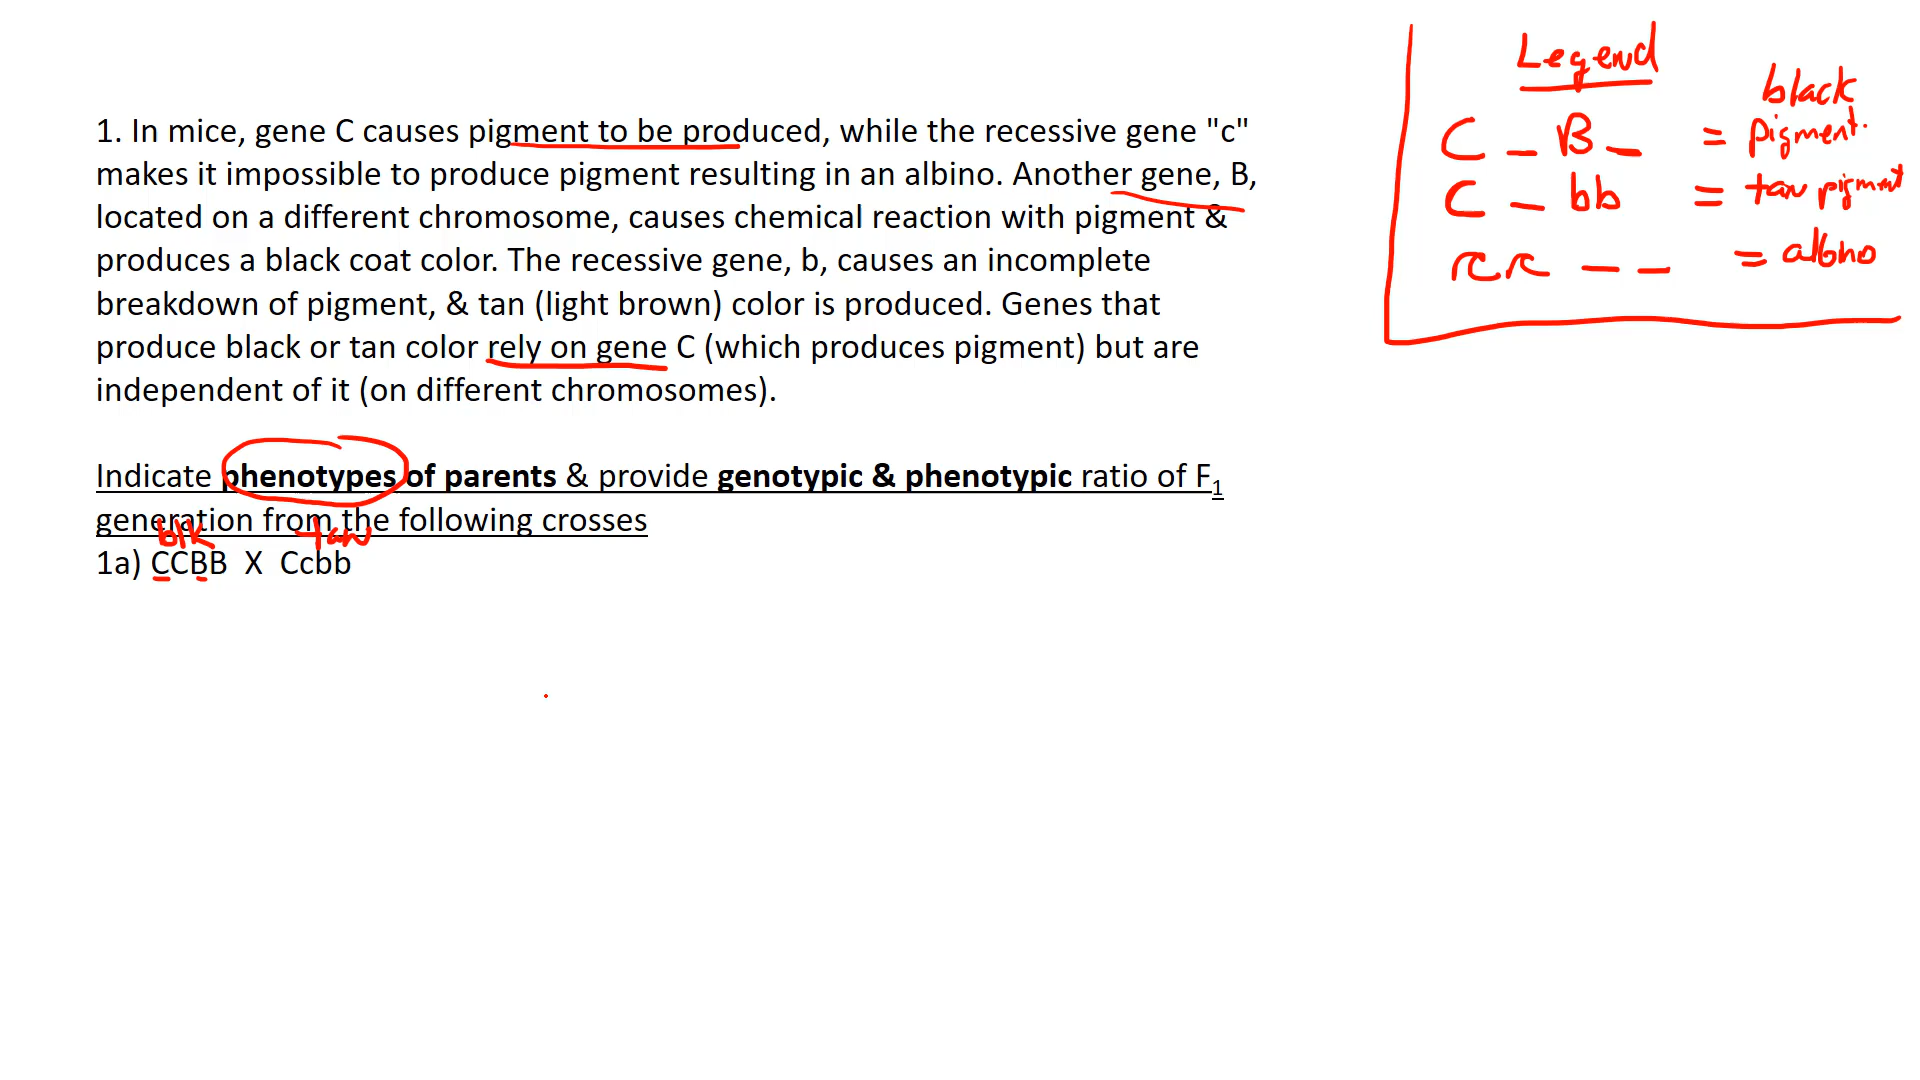 1. In mice, gene C causes pigment to be produced, while the recessive gene "c"
makes it impossible to produce pigment resulting in an albino. Another gene, B,
located on a different chromosome, causes chemical reaction with pigment &
produces a black coat color. The recessive gene, b, causes an incomplete
breakdown of pigment, & tan (light brown) color is produced. Genes that
produce black or tan color rely on gene C (which produces pigment) but are
independent of it (on different chromosomes).
Indicate phenotypes of parents & provide genotypic & phenotypic ratio of F1
generation from the following crosses
blk tan
1a) CCBB X Ccbb
Legend
C _ B _ = black pigment.
C _ bb = tan pigment
cc _ _ = albino